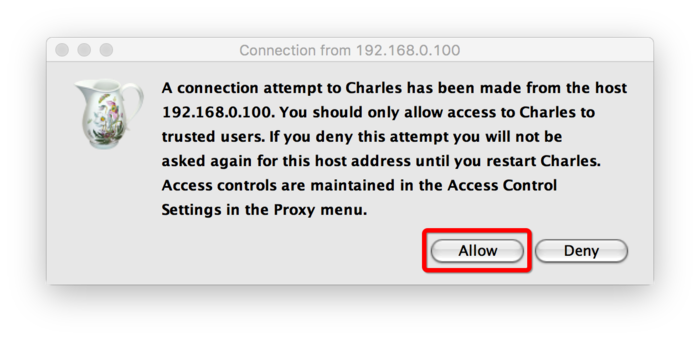 Connection from 192.168.0.100
A connection attempt to Charles has been made from the host
192.168.0.100. You should only allow access to Charles to
trusted users. If you deny this attempt you will not be
asked again for this host address until you restart Charles.
Access controls are maintained in the Access Control
Settings in the Proxy menu.
Allow Deny